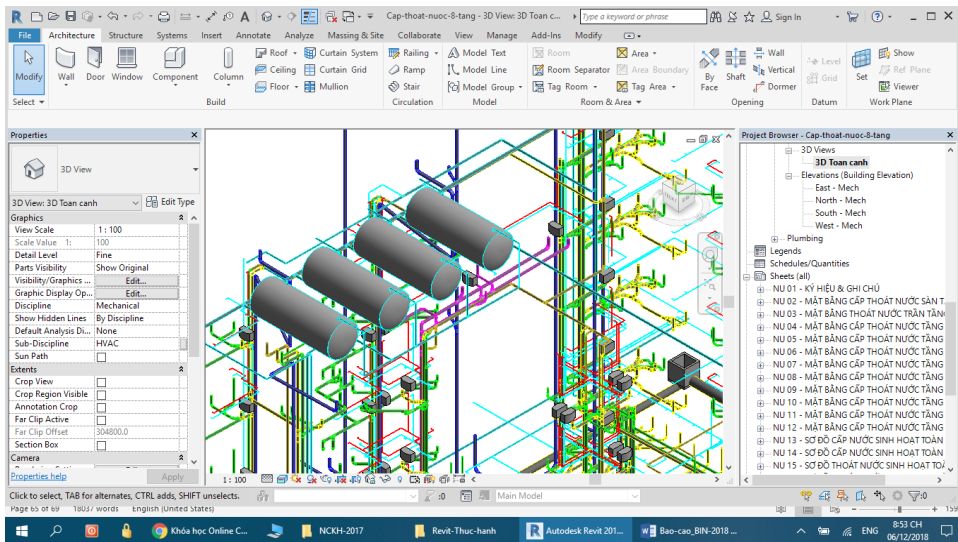 Cap-thoat-nuoc-8-tang - 3D View: 3D Toan c... Type a keyword or phrase Sign In
File Architecture Structure Systems Insert Annotate Analyze Massing & Site Collaborate View Manage Add-Ins Modify
Modify Wall Door Window Component Column
Roof Curtain System Railing Model Text Room Area Wall Show
Ceiling Curtain Grid Ramp Model Line Room Separator Area Boundary Vertical Level Ref Plane
Floor Mullion Stair Model Group Tag Room Tag Area By Face Shaft Dormer Grid Set Viewer
Select Build Circulation Model Room & Area Opening Datum Work Plane
Properties
3D View
3D View: 3D Toan canh Edit Type
Graphics
View Scale 1 : 100
Scale Value 1: 100
Detail Level Fine
Parts Visibility Show Original
Visibility/Graphics ... Edit...
Graphic Display Op... Edit...
Discipline Mechanical
Show Hidden Lines By Discipline
Default Analysis Di... None
Sub-Discipline HVAC
Sun Path
Extents
Crop View
Crop Region Visible
Annotation Crop
Far Clip Active
Far Clip Offset 304800.0
Section Box
Camera
Properties help Apply
1 : 100
Project Browser - Cap-thoat-nuoc-8-tang
3D Views
3D Toan canh
Elevations (Building Elevation)
East - Mech
North - Mech
South - Mech
West - Mech
Plumbing
Legends
Schedules/Quantities
Sheets (all)
NU 01 - KÝ HIỆU & GHI CHÚ
NU 02 - MẶT BẰNG CẤP THOÁT NƯỚC SÀN T
NU 03 - MẶT BẰNG THOÁT NƯỚC TRẦN TẦN
NU 04 - MẶT BẰNG CẤP THOÁT NƯỚC TẦNG
NU 05 - MẶT BẰNG CẤP THOÁT NƯỚC TẦNG
NU 06 - MẶT BẰNG CẤP THOÁT NƯỚC TẦNG
NU 07 - MẶT BẰNG CẤP THOÁT NƯỚC TẦNG
NU 08 - MẶT BẰNG CẤP THOÁT NƯỚC TẦNG
NU 09 - MẶT BẰNG CẤP THOÁT NƯỚC TẦNG
NU 10 - MẶT BẰNG CẤP THOÁT NƯỚC TẦNG
NU 11 - MẶT BẰNG CẤP THOÁT NƯỚC TẦNG
NU 12 - MẶT BẰNG CẤP THOÁT NƯỚC TẦNG
NU 13 - SƠ ĐỒ CẤP NƯỚC SINH HOẠT TOÀN
NU 14 - SƠ ĐỒ CẤP NƯỚC SINH HOẠT TOÀN
NU 15 - SƠ ĐỒ THOÁT NƯỚC SINH HOẠT TOÀ
Click to select, TAB for alternates, CTRL adds, SHIFT unselects. :0 Main Model :0
Page 65 of 69 18037 words English (United States) 159
Khóa học Online C... NCKH-2017 Revit-Thuc-hanh Autodesk Revit 201... Bao-cao_BIN-2018 ... ENG 8:53 CH
06/12/2018